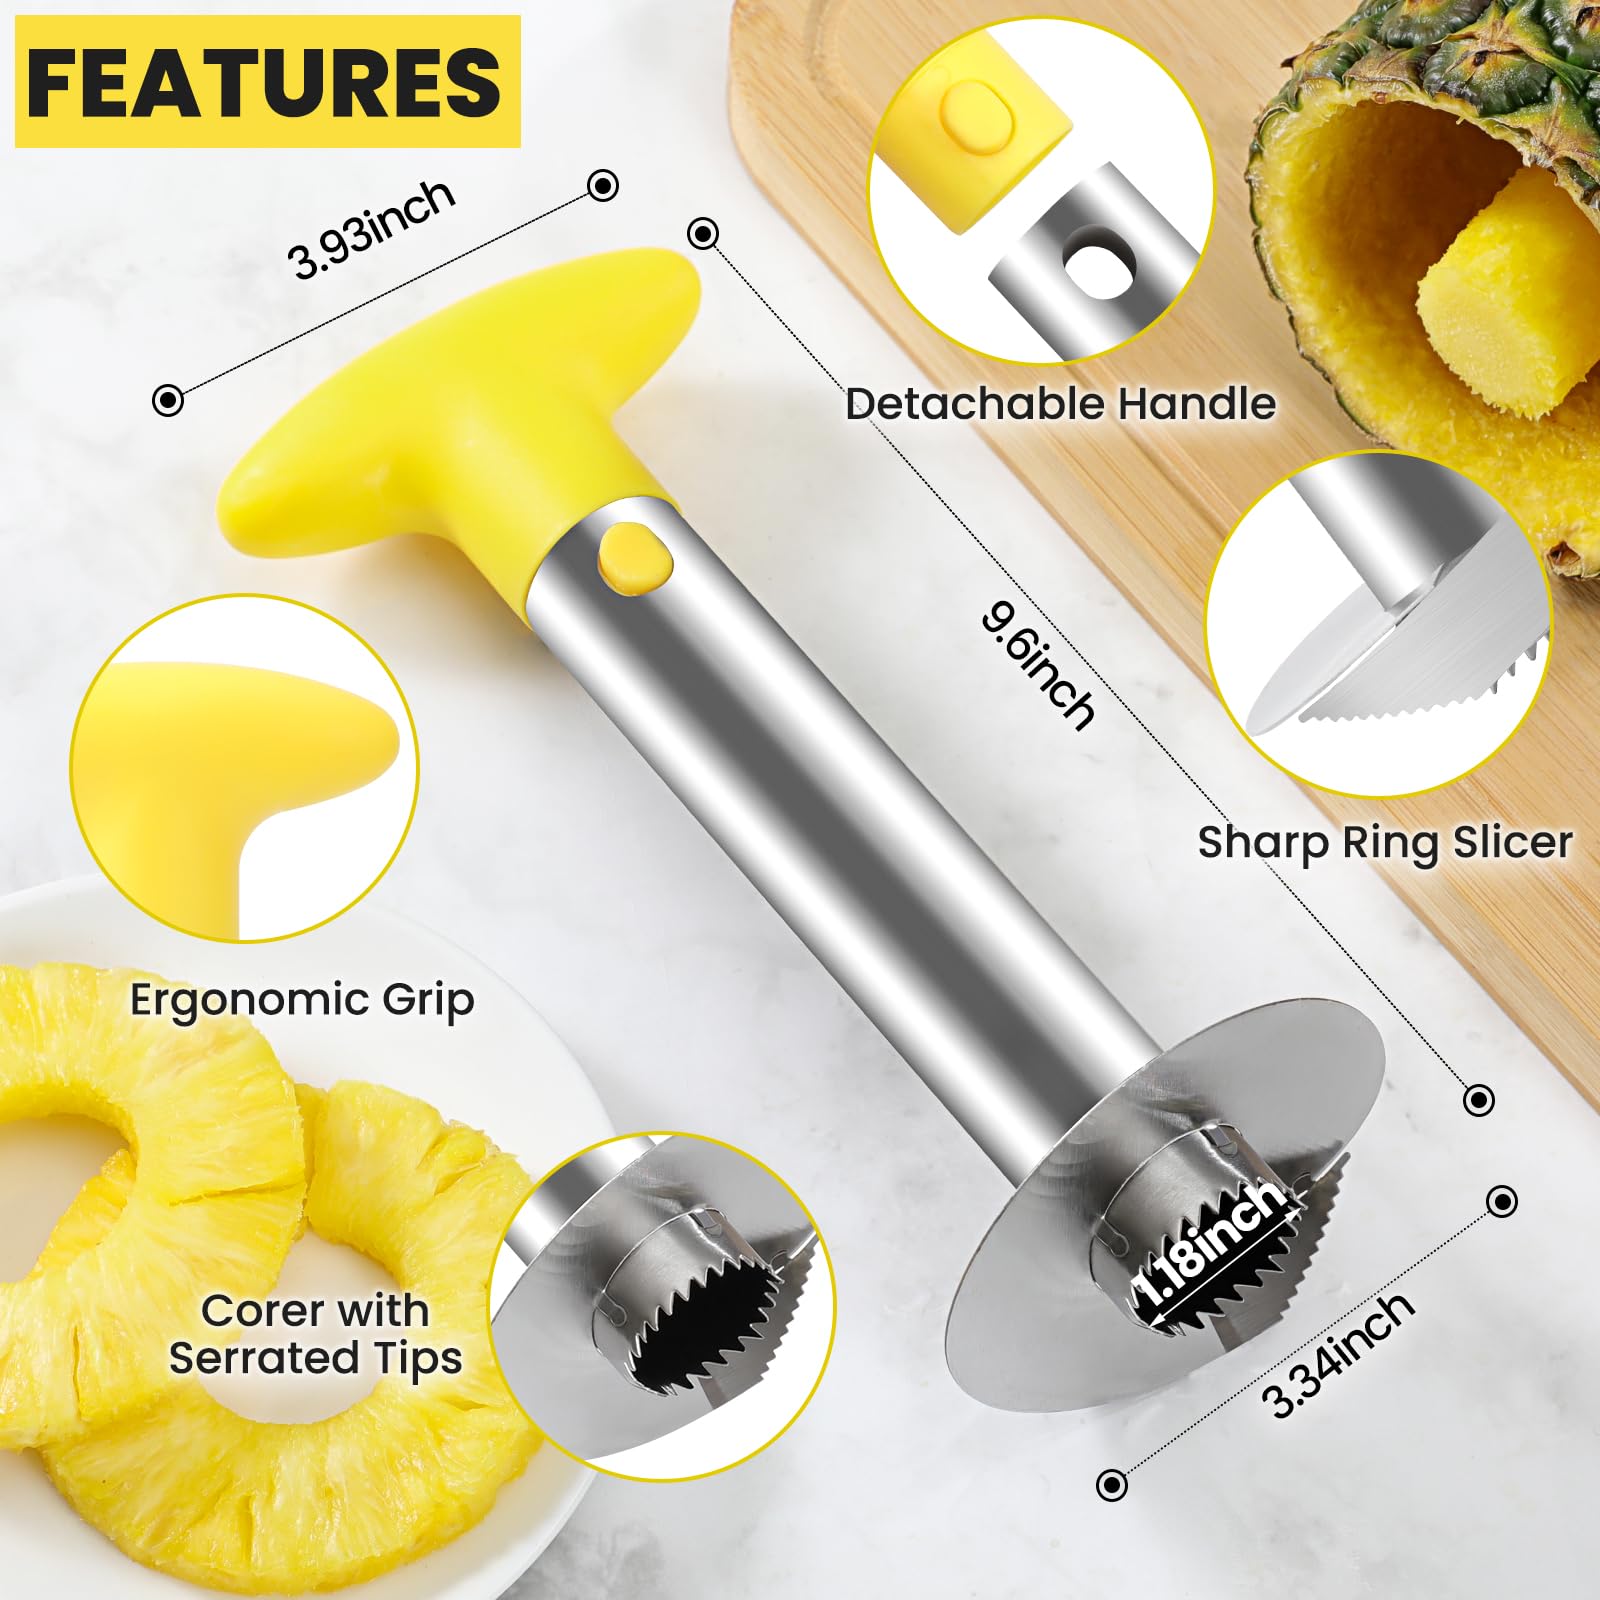 FEATURES
3.93inch
Detachable Handle
9.6inch
Sharp Ring Slicer
Ergonomic Grip
1.18inch
Corer with
Serrated Tips
3.34inch